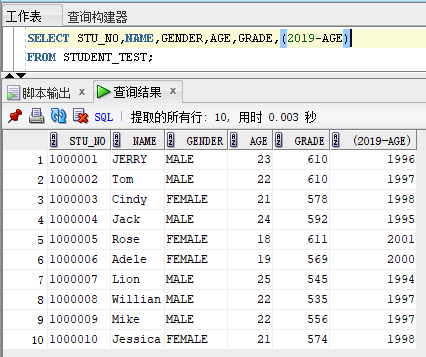 工作表 查询构建器
SELECT STU_NO,NAME,GENDER,AGE,GRADE,(2019-AGE)
FROM STUDENT_TEST;
脚本输出 × 查询结果 ×
SQL | 提取的所有行: 10, 用时 0.003 秒
STU_NO NAME GENDER AGE GRADE (2019-AGE)
1 1000001 JERRY MALE 23 610 1996
2 1000002 Tom MALE 22 610 1997
3 1000003 Cindy FEMALE 21 578 1998
4 1000004 Jack MALE 24 592 1995
5 1000005 Rose FEMALE 18 611 2001
6 1000006 Adele FEMALE 19 569 2000
7 1000007 Lion MALE 25 545 1994
8 1000008 Willian MALE 22 535 1997
9 1000009 Mike MALE 22 556 1997
10 1000010 Jessica FEMALE 21 574 1998